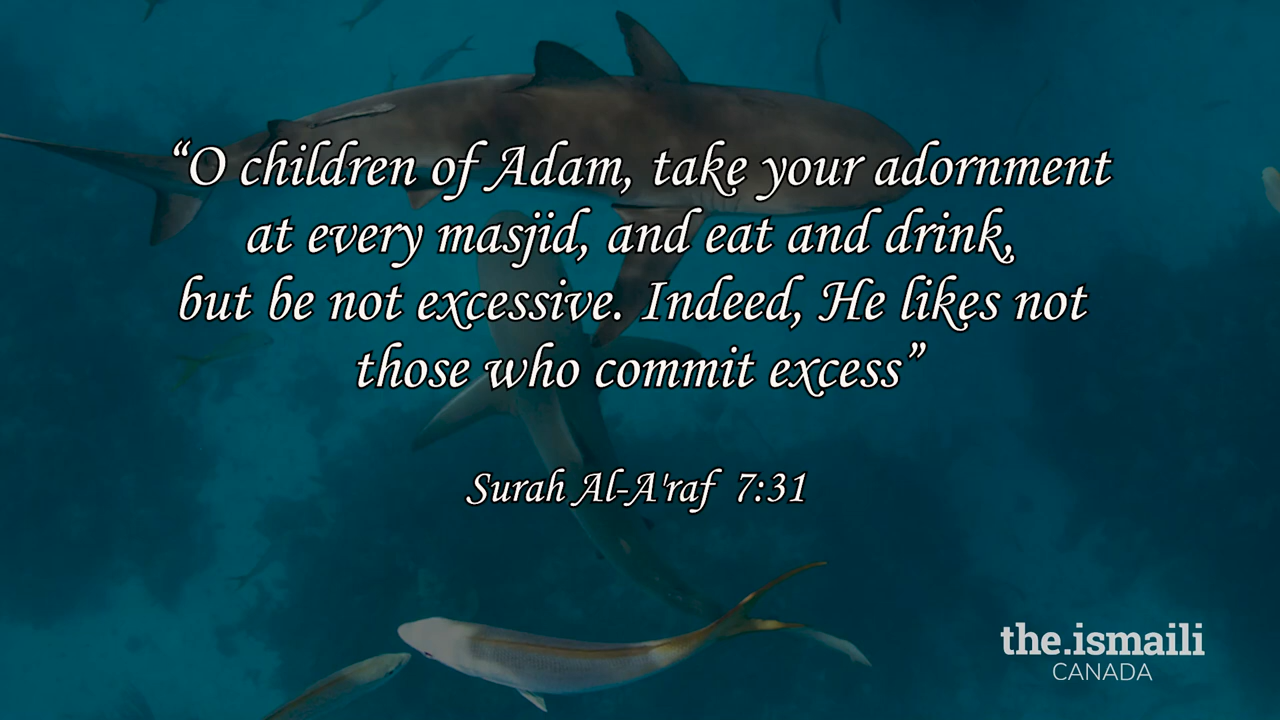 “O children of Adam, take your adornment
at every masjid, and eat and drink,
but be not excessive. Indeed, He likes not
those who commit excess”
Surah Al-A'raf 7:31
the.ismaili
CANADA